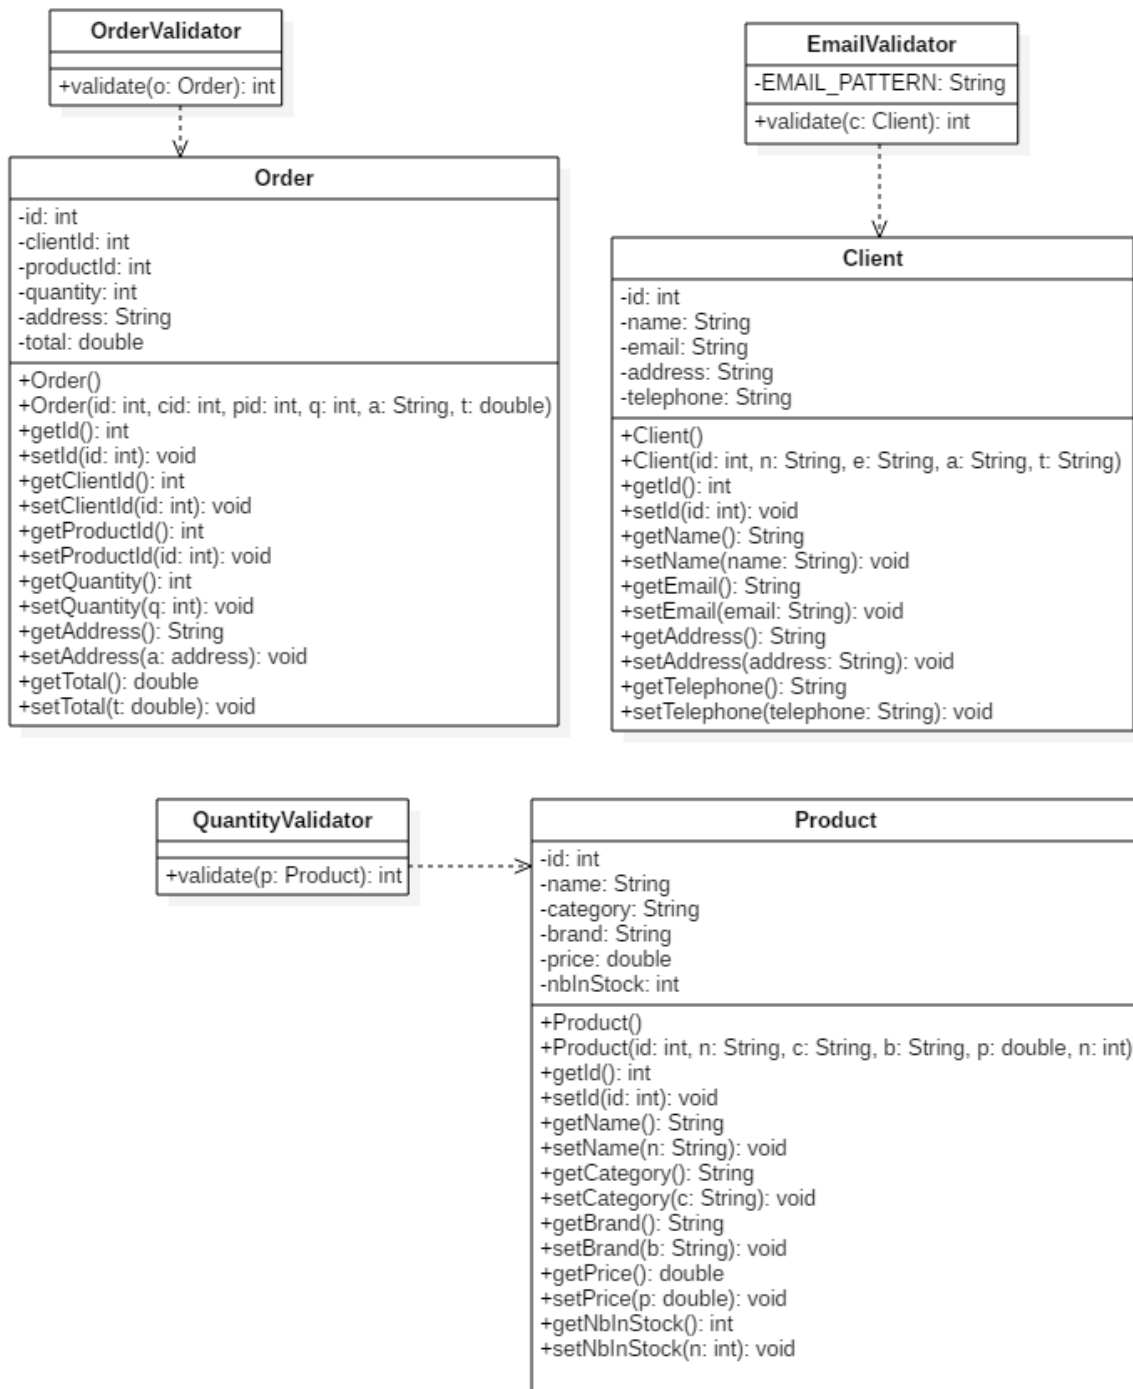 OrderValidator
+validate(o: Order): int
EmailValidator
-EMAIL_PATTERN: String
+validate(c: Client): int
Order
-id: int
-clientId: int
-productId: int
-quantity: int
-address: String
-total: double
+Order()
+Order(id: int, cid: int, pid: int, q: int, a: String, t: double)
+getId(): int
+setId(id: int): void
+getClientId(): int
+setClientId(id: int): void
+getProductId(): int
+setProductId(id: int): void
+getQuantity(): int
+setQuantity(q: int): void
+getAddress(): String
+setAddress(a: address): void
+getTotal(): double
+setTotal(t: double): void
Client
-id: int
-name: String
-email: String
-address: String
-telephone: String
+Client()
+Client(id: int, n: String, e: String, a: String, t: String)
+getId(): int
+setId(id: int): void
+getName(): String
+setName(name: String): void
+getEmail(): String
+setEmail(email: String): void
+getAddress(): String
+setAddress(address: String): void
+getTelephone(): String
+setTelephone(telephone: String): void
QuantityValidator
+validate(p: Product): int
Product
-id: int
-name: String
-category: String
-brand: String
-price: double
-nbInStock: int
+Product()
+Product(id: int, n: String, c: String, b: String, p: double, n: int)
+getId(): int
+setId(id: int): void
+getName(): String
+setName(n: String): void
+getCategory(): String
+setCategory(c: String): void
+getBrand(): String
+setBrand(b: String): void
+getPrice(): double
+setPrice(p: double): void
+getNbInStock(): int
+setNbInStock(n: int): void